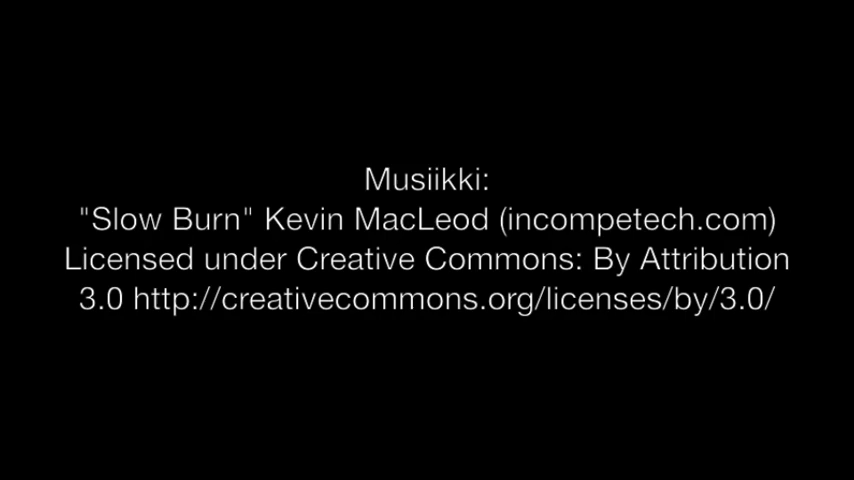 Musiikki:
"Slow Burn" Kevin MacLeod (incompetech.com)
Licensed under Creative Commons: By Attribution
3.0 http://creativecommons.org/licenses/by/3.0/